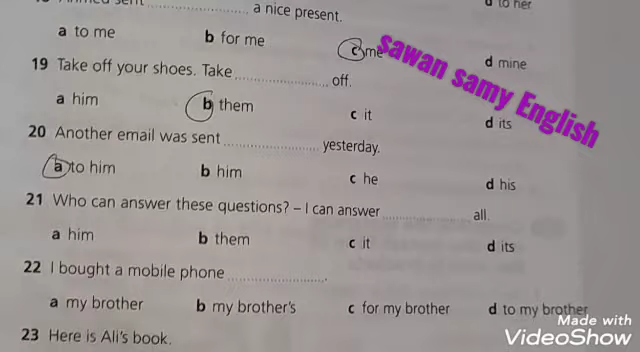 sent .................... a nice present.
d to her
a to me b for me c me d mine
19 Take off your shoes. Take .................... off.
a him b them c it d its
20 Another email was sent .................... yesterday.
a to him b him c he d his
21 Who can answer these questions? – I can answer .................... all.
a him b them c it d its
22 I bought a mobile phone .................... .
a my brother b my brother's c for my brother d to my brother
23 Here is Ali's book.
sawan samy English
Made with
VideoShow